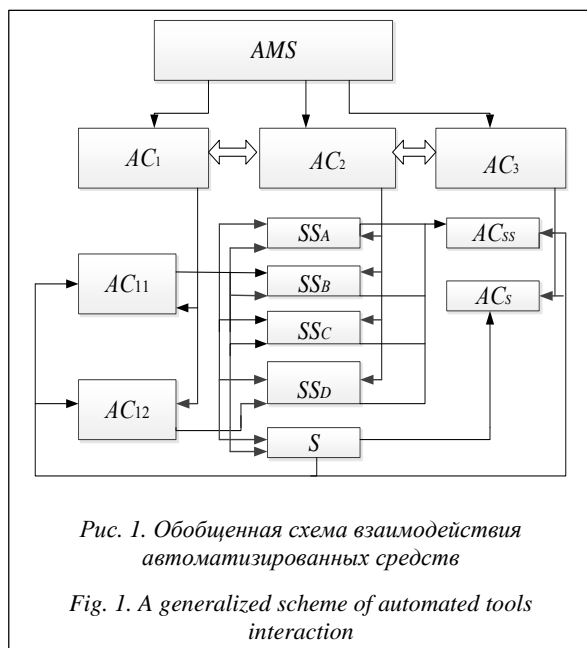 AMS
AC1
AC2
AC3
SSA
ACSS
AC11
SSB
ACS
SSC
AC12
SSD
S
Рис. 1. Обобщенная схема взаимодействия
автоматизированных средств
Fig. 1. A generalized scheme of automated tools
interaction